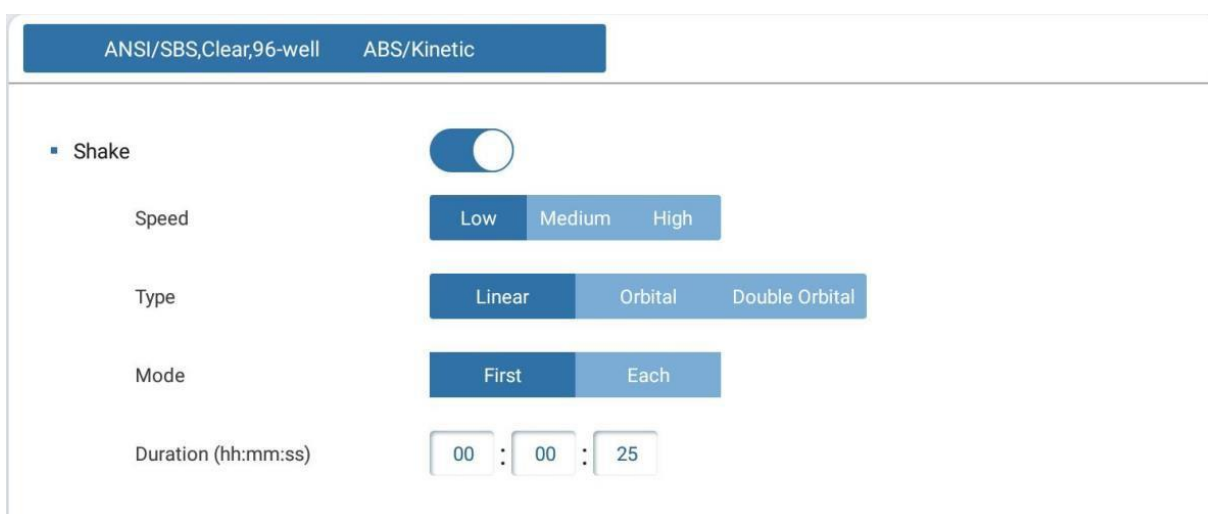 ANSI/SBS,Clear,96-well ABS/Kinetic
Shake
Speed Low Medium High
Type Linear Orbital Double Orbital
Mode First Each
Duration (hh:mm:ss) 00 : 00 : 25